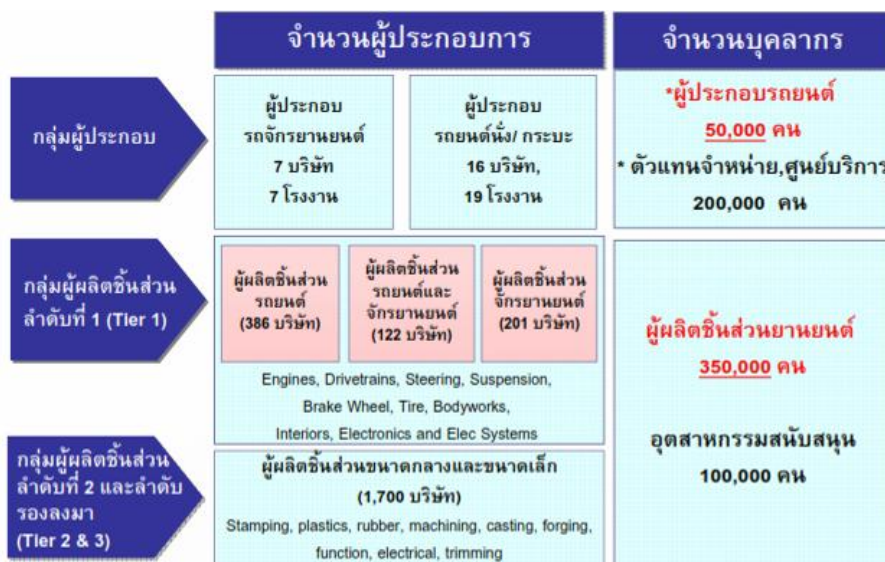 จำนวนผู้ประกอบการ
จำนวนบุคลากร
กลุ่มผู้ประกอบ
ผู้ประกอบ
รถจักรยานยนต์
7 บริษัท
7 โรงงาน
ผู้ประกอบ
รถยนต์นั่ง/ กระบะ
16 บริษัท,
19 โรงงาน
*ผู้ประกอบรถยนต์
50,000 คน
* ตัวแทนจำหน่าย,ศูนย์บริการ
200,000 คน
กลุ่มผู้ผลิตชิ้นส่วน
ลำดับที่ 1 (Tier 1)
ผู้ผลิตชิ้นส่วน
รถยนต์
(386 บริษัท)
ผู้ผลิตชิ้นส่วน
รถยนต์และ
จักรยานยนต์
(122 บริษัท)
ผู้ผลิตชิ้นส่วน
จักรยานยนต์
(201 บริษัท)
Engines, Drivetrains, Steering, Suspension,
Brake Wheel, Tire, Bodyworks,
Interiors, Electronics and Elec Systems
ผู้ผลิตชิ้นส่วนยานยนต์
350,000 คน
อุตสาหกรรมสนับสนุน
100,000 คน
กลุ่มผู้ผลิตชิ้นส่วน
ลำดับที่ 2 และลำดับ
รองลงมา
(Tier 2 & 3)
ผู้ผลิตชิ้นส่วนขนาดกลางและขนาดเล็ก
(1,700 บริษัท)
Stamping, plastics, rubber, machining, casting, forging,
function, electrical, trimming